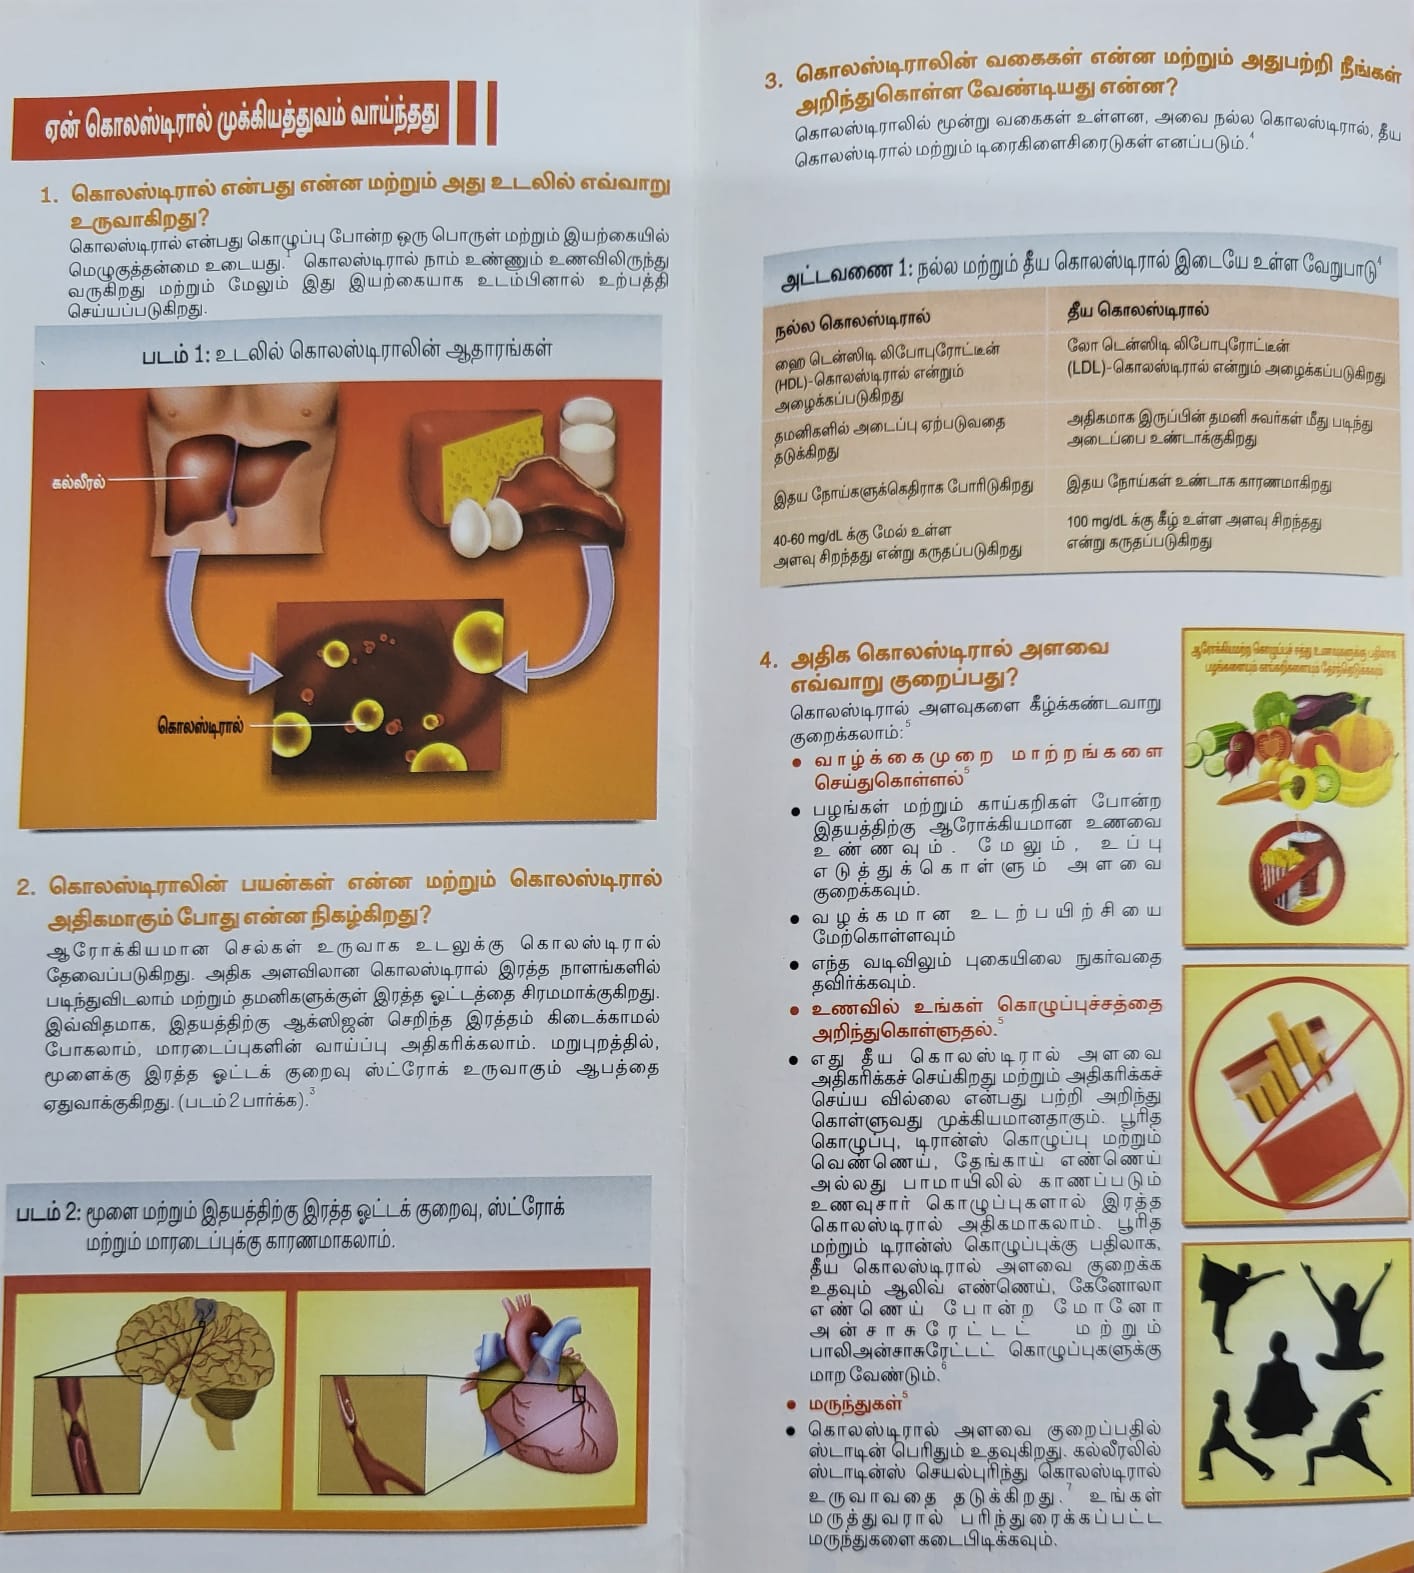 ஏன் கொலஸ்டிரால் முக்கியத்துவம் வாய்ந்தது
1. கொலஸ்டிரால் என்பது என்ன மற்றும் அது உடலில் எவ்வாறு
உருவாகிறது?
கொலஸ்டிரால் என்பது கொழுப்பு போன்ற ஒரு பொருள் மற்றும் இயற்கையில்
மெழுகுத்தன்மை உடையது.1 கொலஸ்டிரால் நாம் உண்ணும் உணவிலிருந்து
வருகிறது மற்றும் மேலும் இது இயற்கையாக உடம்பினால் உற்பத்தி
செய்யப்படுகிறது.
படம் 1: உடலில் கொலஸ்டிராலின் ஆதாரங்கள்
கல்லீரல்
கொலஸ்டிரால்
2. கொலஸ்டிராலின் பயன்கள் என்ன மற்றும் கொலஸ்டிரால்
அதிகமாகும் போது என்ன நிகழ்கிறது?
ஆரோக்கியமான செல்கள் உருவாக உடலுக்கு கொலஸ்டிரால்
தேவைப்படுகிறது. அதிக அளவிலான கொலஸ்டிரால் இரத்த நாளங்களில்
படிந்துவிடலாம் மற்றும் தமனிகளுக்குள் இரத்த ஓட்டத்தை சிரமமாக்குகிறது.
இவ்விதமாக, இதயத்திற்கு ஆக்ஸிஜன் செறிந்த இரத்தம் கிடைக்காமல்
போகலாம், மாரடைப்புகளின் வாய்ப்பு அதிகரிக்கலாம். மறுபுறத்தில்,
மூளைக்கு இரத்த ஓட்டக் குறைவு ஸ்ட்ரோக் உருவாகும் ஆபத்தை
ஏதுவாக்குகிறது. (படம் 2 பார்க்க).3
படம் 2: மூளை மற்றும் இதயத்திற்கு இரத்த ஓட்டக் குறைவு, ஸ்ட்ரோக்
மற்றும் மாரடைப்புக்கு காரணமாகலாம்.
3. கொலஸ்டிராலின் வகைகள் என்ன மற்றும் அதுபற்றி நீங்கள்
அறிந்துகொள்ள வேண்டியது என்ன?
கொலஸ்டிராலில் மூன்று வகைகள் உள்ளன, அவை நல்ல கொலஸ்டிரால், தீய
கொலஸ்டிரால் மற்றும் டிரைகிளைசிரைடுகள் எனப்படும்.4
அட்டவணை 1: நல்ல மற்றும் தீய கொலஸ்டிரால் இடையே உள்ள வேறுபாடு4
நல்ல கொலஸ்டிரால்
ஹை டென்ஸிடி லிபோபுரோட்டீன்
(HDL)-கொலஸ்டிரால் என்றும்
அழைக்கப்படுகிறது
தமனிகளில் அடைப்பு ஏற்படுவதை
தடுக்கிறது
இதய நோய்களுக்கெதிராக போரிடுகிறது
40-60 mg/dL க்கு மேல் உள்ள
அளவு சிறந்தது என்று கருதப்படுகிறது
தீய கொலஸ்டிரால்
லோ டென்ஸிடி லிபோபுரோட்டீன்
(LDL)-கொலஸ்டிரால் என்றும் அழைக்கப்படுகிறது
அதிகமாக இருப்பின் தமனி சுவர்கள் மீது படிந்து
அடைப்பை உண்டாக்குகிறது
இதய நோய்கள் உண்டாக காரணமாகிறது
100 mg/dL க்கு கீழ் உள்ள அளவு சிறந்தது
என்று கருதப்படுகிறது
4. அதிக கொலஸ்டிரால் அளவை
எவ்வாறு குறைப்பது?
கொலஸ்டிரால் அளவுகளை கீழ்க்கண்டவாறு
குறைக்கலாம்:5
• வாழ்க்கைமுறை மாற்றங்களை
செய்துகொள்ளல்5
• பழங்கள் மற்றும் காய்கறிகள் போன்ற
இதயத்திற்கு ஆரோக்கியமான உணவை
உண்ணவும். மேலும், உப்பு
எடுத்துக்கொள்ளும் அளவை
குறைக்கவும்.
• வழக்கமான உடற்பயிற்சியை
மேற்கொள்ளவும்
• எந்த வடிவிலும் புகையிலை நுகர்வதை
தவிர்க்கவும்.
• உணவில் உங்கள் கொழுப்புச்சத்தை
அறிந்துகொள்ளுதல்.5
• எது தீய கொலஸ்டிரால் அளவை
அதிகரிக்கச் செய்கிறது மற்றும் அதிகரிக்கச்
செய்ய வில்லை என்பது பற்றி அறிந்து
கொள்ளுவது முக்கியமானதாகும். பூரித
கொழுப்பு, டிரான்ஸ் கொழுப்பு மற்றும்
வெண்ணெய், தேங்காய் எண்ணெய்
அல்லது பாமாயிலில் காணப்படும்
உணவுசார் கொழுப்புகளால் இரத்த
கொலஸ்டிரால் அதிகமாகலாம். பூரித
மற்றும் டிரான்ஸ் கொழுப்புக்கு பதிலாக,
தீய கொலஸ்டிரால் அளவை குறைக்க
உதவும் ஆலிவ் எண்ணெய், கேனோலா
எண்ணெய் போன்ற மோனோ
அன்சாசுரேட்டட் மற்றும்
பாலிஅன்சாசுரேட்டட் கொழுப்புகளுக்கு
மாற வேண்டும்.6
• மருந்துகள்5
• கொலஸ்டிரால் அளவை குறைப்பதில்
ஸ்டாடின் பெரிதும் உதவுகிறது. கல்லீரலில்
ஸ்டாடின்ஸ் செயல்புரிந்து கொலஸ்டிரால்
உருவாவதை தடுக்கிறது.7 உங்கள்
மருத்துவரால் பரிந்துரைக்கப்பட்ட
மருந்துகளை கடைபிடிக்கவும்.
ஆரோக்கியமற்ற கொழுப்புச் சத்து உணவுகளுக்கு பதிலாக
பழங்களையும் காய்கறிகளையும் தேர்ந்தெடுக்கவும்